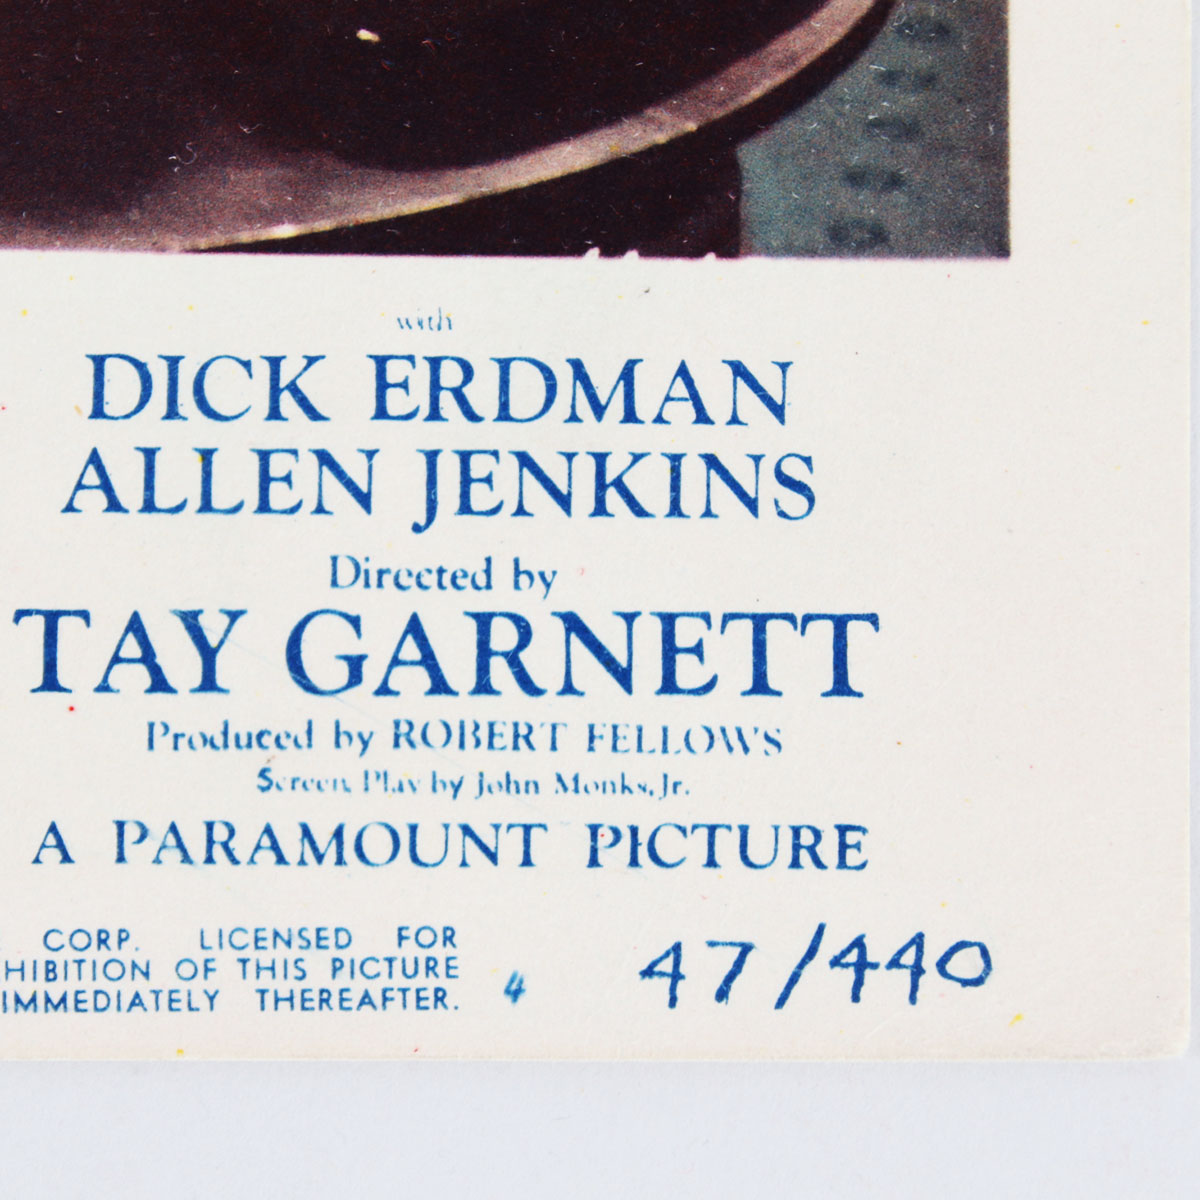 with
DICK ERDMAN
ALLEN JENKINS
Directed by
TAY GARNETT
Produced by ROBERT FELLOWS
Screen Play by John Monks, Jr.
A PARAMOUNT PICTURE
CORP. LICENSED FOR
HIBITION OF THIS PICTURE
IMMEDIATELY THEREAFTER.
4
47/440